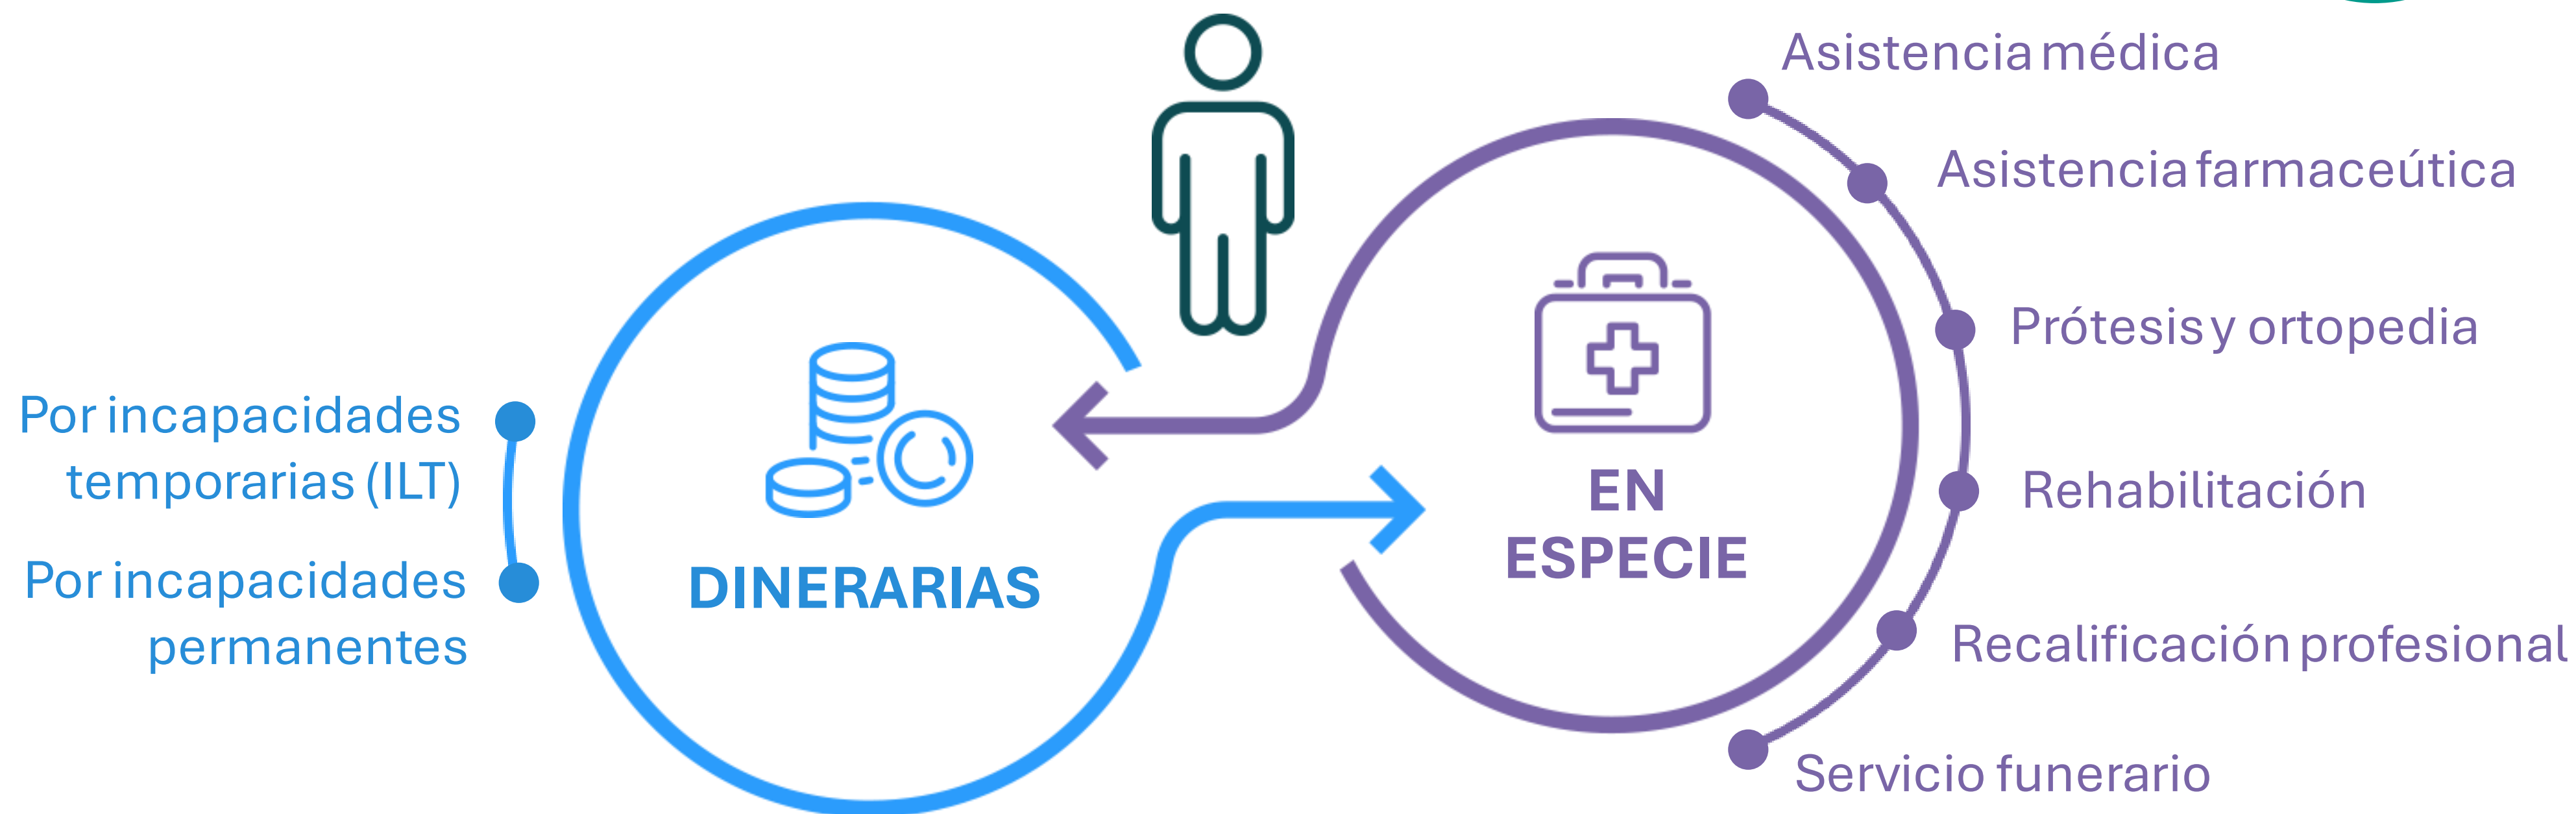 Por incapacidades
temporarias (ILT)
Por incapacidades
permanentes
DINERARIAS
EN
ESPECIE
Asistencia médica
Asistencia farmaceútica
Prótesis y ortopedia
Rehabilitación
Recalificación profesional
Servicio funerario